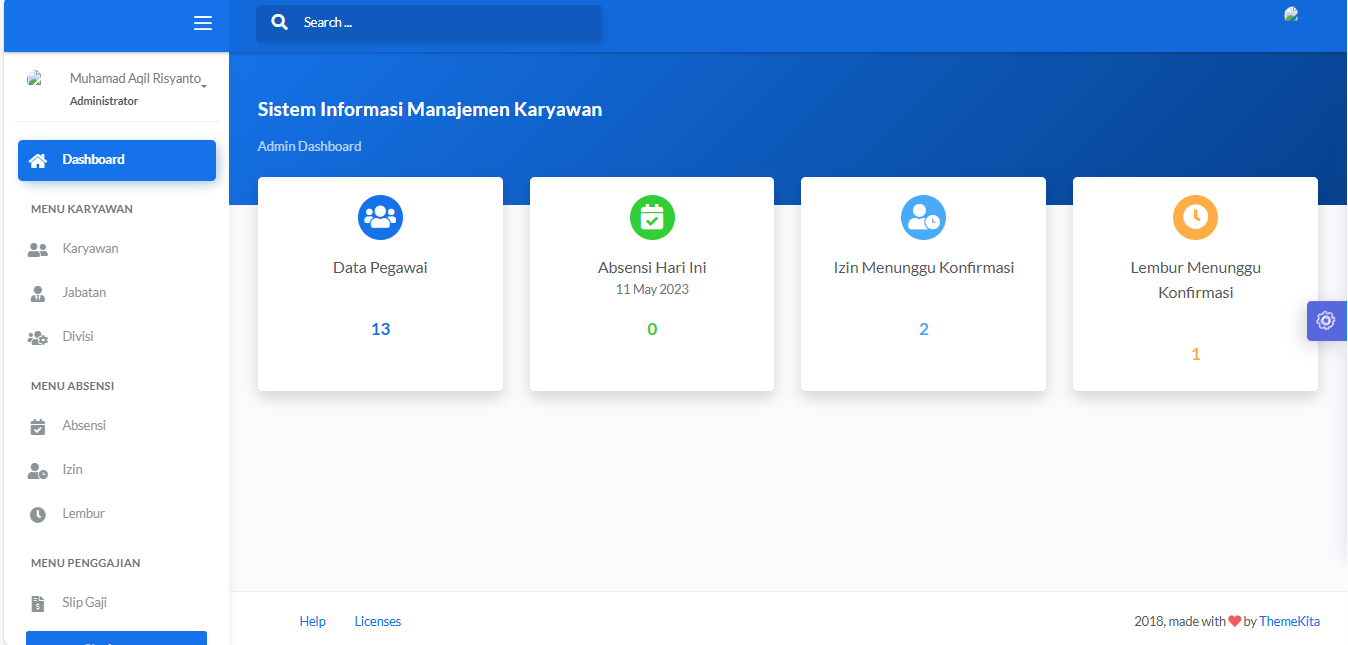 Search ...
Muhamad Aqil Risyanto
Administrator
Dashboard
MENU KARYAWAN
Karyawan
Jabatan
Divisi
MENU ABSENSI
Absensi
Izin
Lembur
MENU PENGGAJIAN
Slip Gaji
Sistem Informasi Manajemen Karyawan
Admin Dashboard
Data Pegawai
13
Absensi Hari Ini
11 May 2023
0
Izin Menunggu Konfirmasi
2
Lembur Menunggu
Konfirmasi
1
Help Licenses
2018, made with by ThemeKita